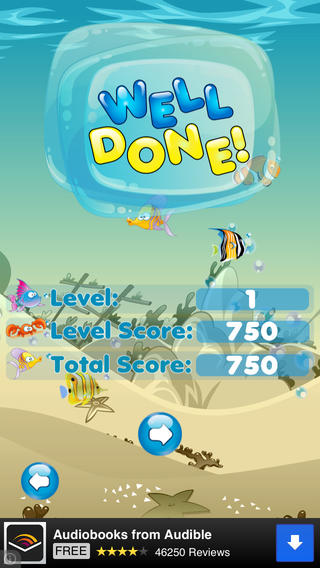 WELL
DONE!
Level: 1
Level Score: 750
Total Score: 750
Audiobooks from Audible
FREE 46250 Reviews